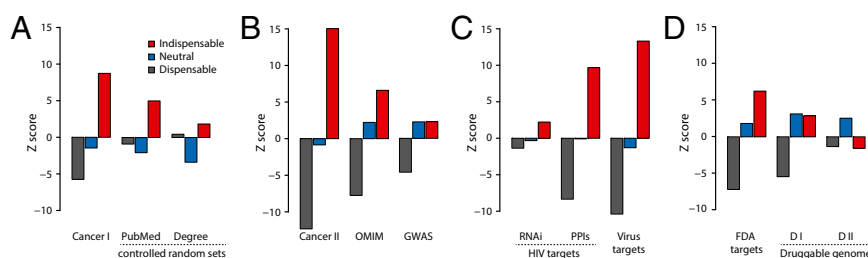 A
B
C
D
15
10
5
0
−5
−10
Z score
Indispensable
Neutral
Dispensable
Cancer I
PubMed
Degree
controlled random sets
15
10
5
0
−5
−10
Z score
Cancer II
OMIM
GWAS
15
10
5
0
−5
−10
Z score
RNAi
PPIs
Virus
targets
HIV targets
15
10
5
0
−5
−10
Z score
FDA
targets
D I
D II
Druggable genome